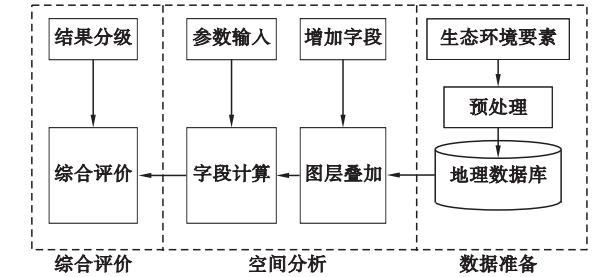 结果分级 参数输入 增加字段 生态环境要素
预处理
综合评价 字段计算 图层叠加 地理数据库
综合评价 空间分析 数据准备